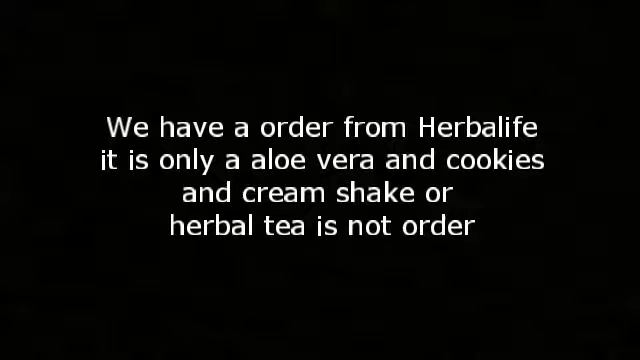 We have a order from Herbalife
it is only a aloe vera and cookies
and cream shake or
herbal tea is not order